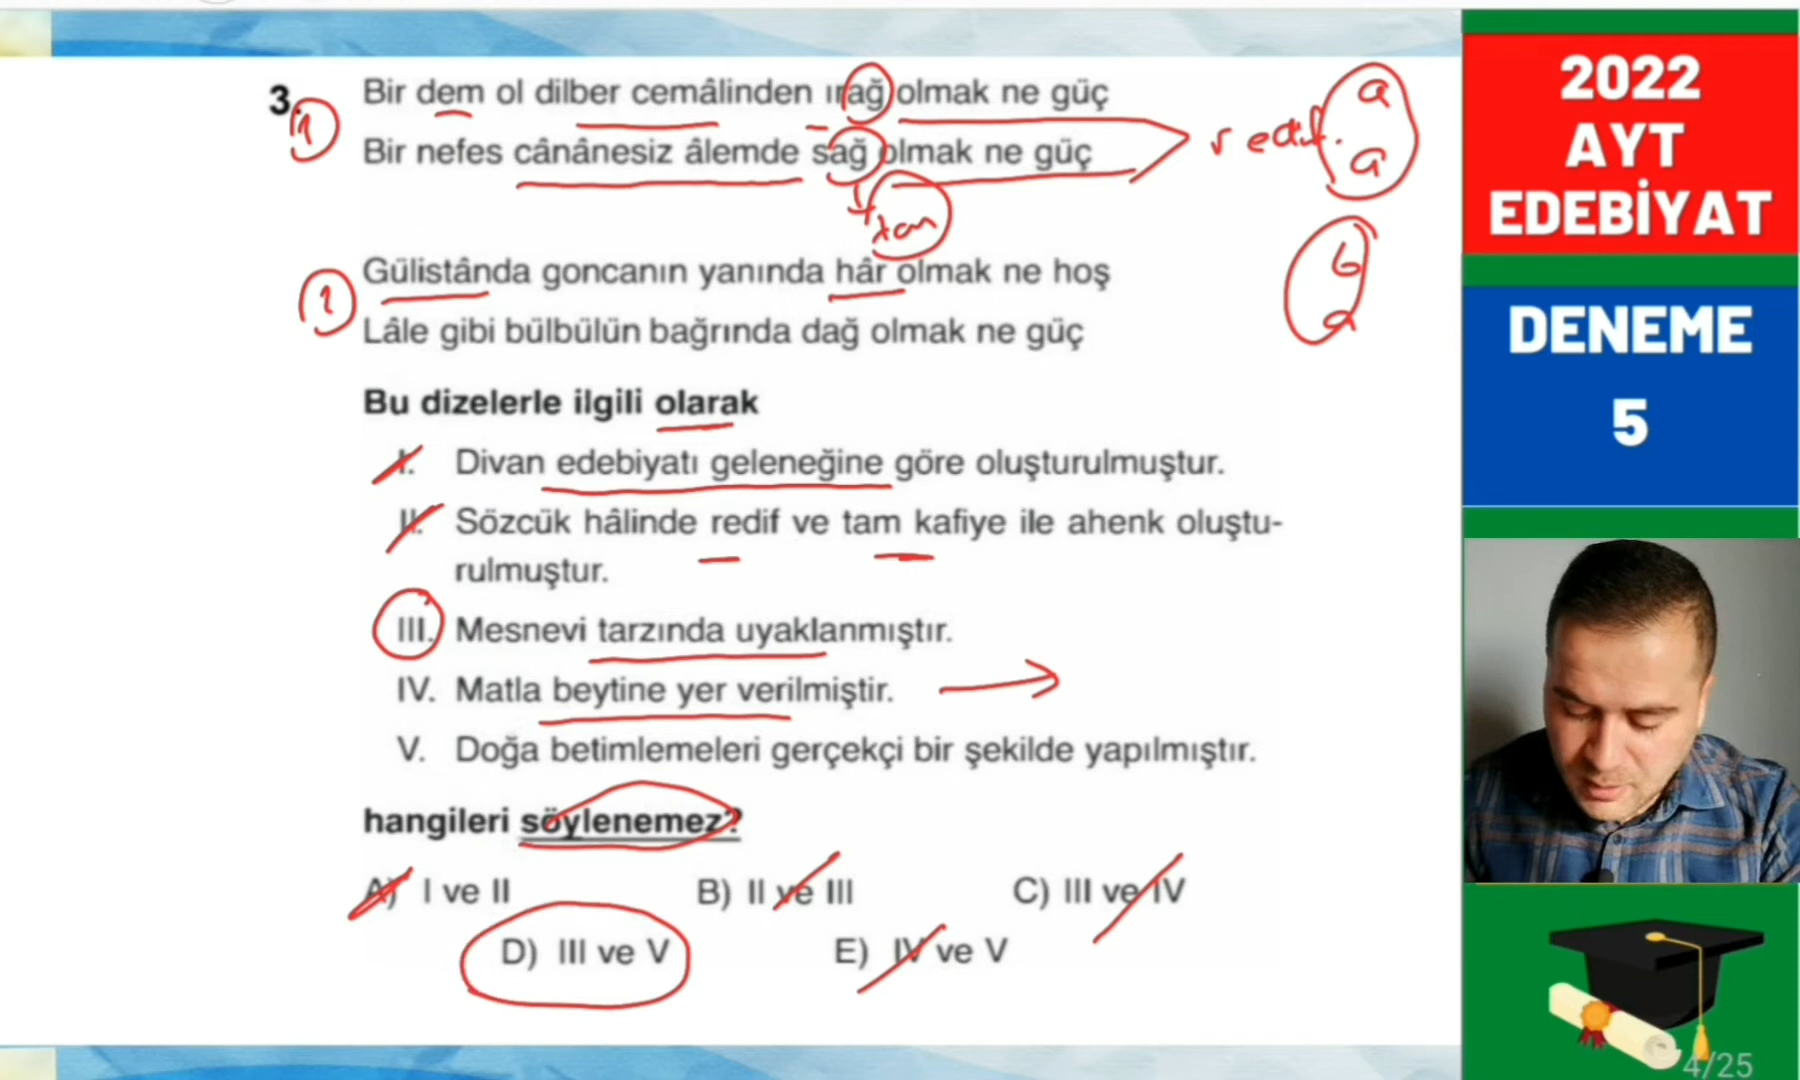 3.
1
Bir dem ol dilber cemâlinden ırağ olmak ne güç
Bir nefes cânânesiz âlemde sağ olmak ne güç
redif.
a
a
tam
Gülistânda goncanın yanında hâr olmak ne hoş
Lâle gibi bülbülün bağrında dağ olmak ne güç
b
a
Bu dizelerle ilgili olarak
I. Divan edebiyatı geleneğine göre oluşturulmuştur.
II. Sözcük hâlinde redif ve tam kafiye ile ahenk oluştu-
rulmuştur.
III. Mesnevi tarzında uyaklanmıştır.
IV. Matla beytine yer verilmiştir.
V. Doğa betimlemeleri gerçekçi bir şekilde yapılmıştır.
hangileri söylenemez?
A) I ve II B) II ve III C) III ve IV
D) III ve V E) IV ve V
2022
AYT
EDEBİYAT
DENEME
5
4/25